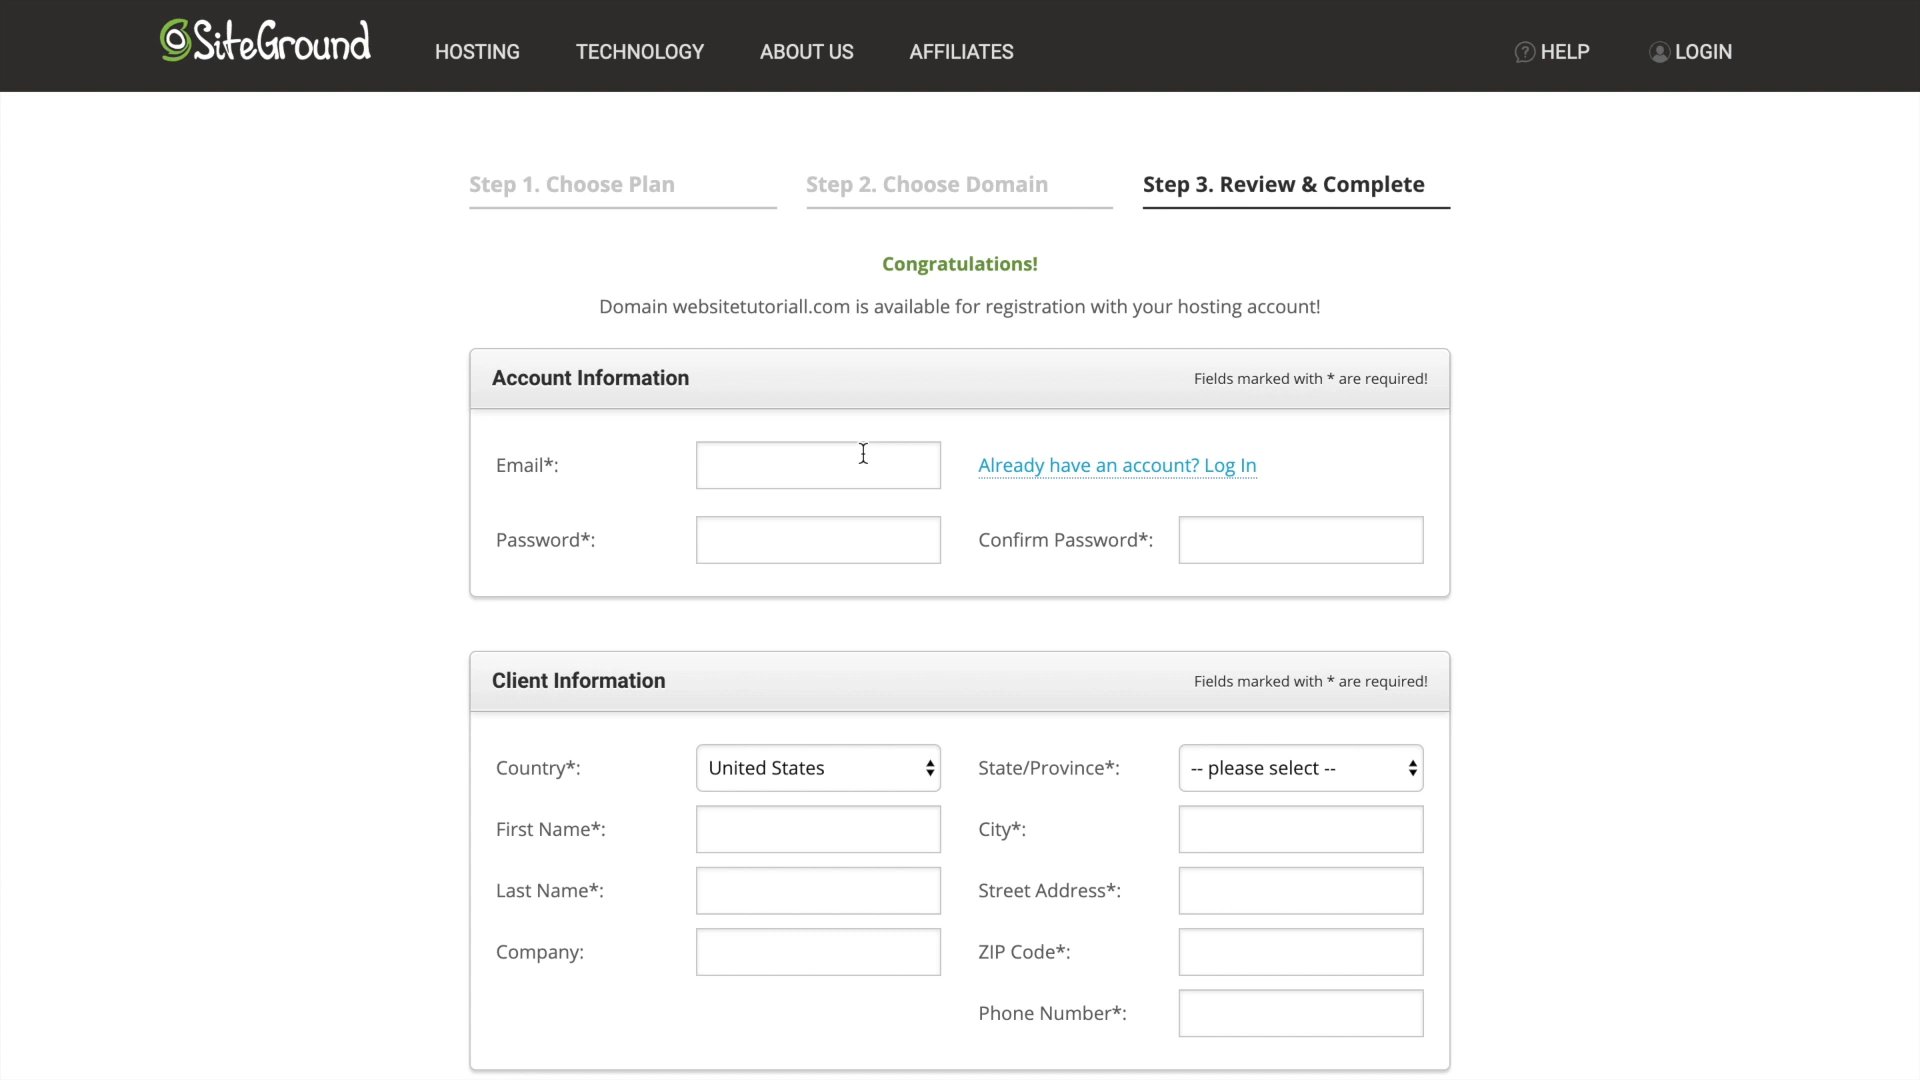 SiteGround HOSTING TECHNOLOGY ABOUT US AFFILIATES ? HELP LOGIN
Step 1. Choose Plan Step 2. Choose Domain Step 3. Review & Complete
Congratulations!
Domain websitetutoriall.com is available for registration with your hosting account!
Account Information Fields marked with * are required!
Email*: Already have an account? Log In
Password*: Confirm Password*:
Client Information Fields marked with * are required!
Country*: United States State/Province*: -- please select --
First Name*: City*:
Last Name*: Street Address*:
Company: ZIP Code*:
Phone Number*: